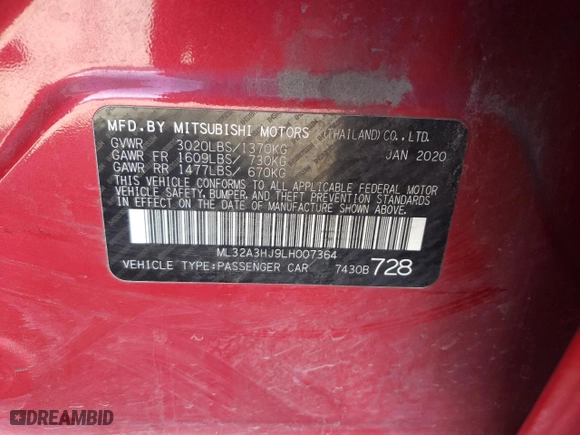 MFD.BY MITSUBISHI MOTORS (THAILAND)CO.,LTD.
GVWR 3020LBS/1370KG JAN 2020
GAWR FR 1609LBS/ 730KG
GAWR RR 1477LBS/ 670KG
THIS VEHICLE CONFORMS TO ALL APPLICABLE FEDERAL MOTOR
VEHICLE SAFETY, BUMPER, AND THEFT PREVENTION STANDARDS
IN EFFECT ON THE DATE OF MANUFACTURE SHOWN ABOVE.
ML32A3HJ9LH007364
VEHICLE TYPE:PASSENGER CAR 7430B 728
DREAMBID